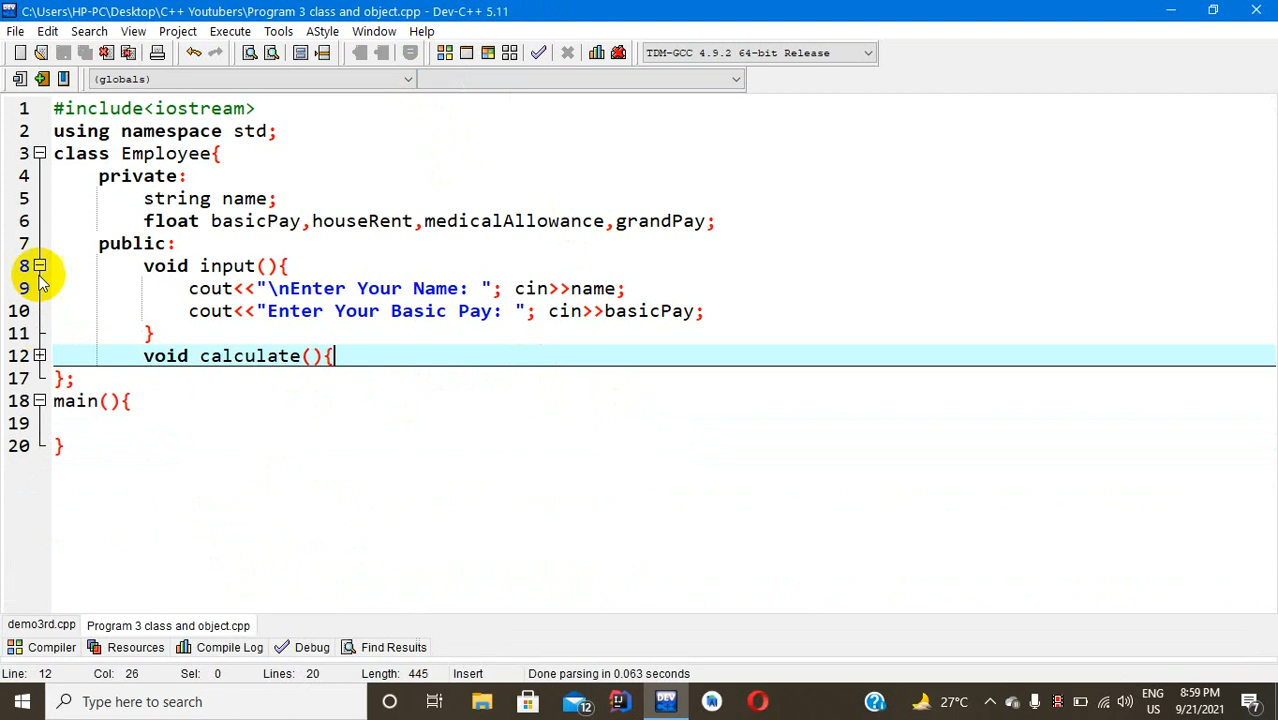 C:\Users\HP-PC\Desktop\C++ Youtubers\Program 3 class and object.cpp - Dev-C++ 5.11
File Edit Search View Project Execute Tools AStyle Window Help
TDM-GCC 4.9.2 64-bit Release
(globals)
1 #include<iostream>
2 using namespace std;
3 class Employee{
4 private:
5 string name;
6 float basicPay,houseRent,medicalAllowance,grandPay;
7 public:
8 void input(){
9 cout<<"\nEnter Your Name: "; cin>>name;
10 cout<<"Enter Your Basic Pay: "; cin>>basicPay;
11 }
12 void calculate(){
17 };
18 main(){
19
20 }
demo3rd.cpp Program 3 class and object.cpp
Compiler Resources Compile Log Debug Find Results
Line: 12 Col: 26 Sel: 0 Lines: 20 Length: 445 Insert Done parsing in 0.063 seconds
Type here to search 12 DEV 27°C ENG US 8:59 PM 9/21/2021 7